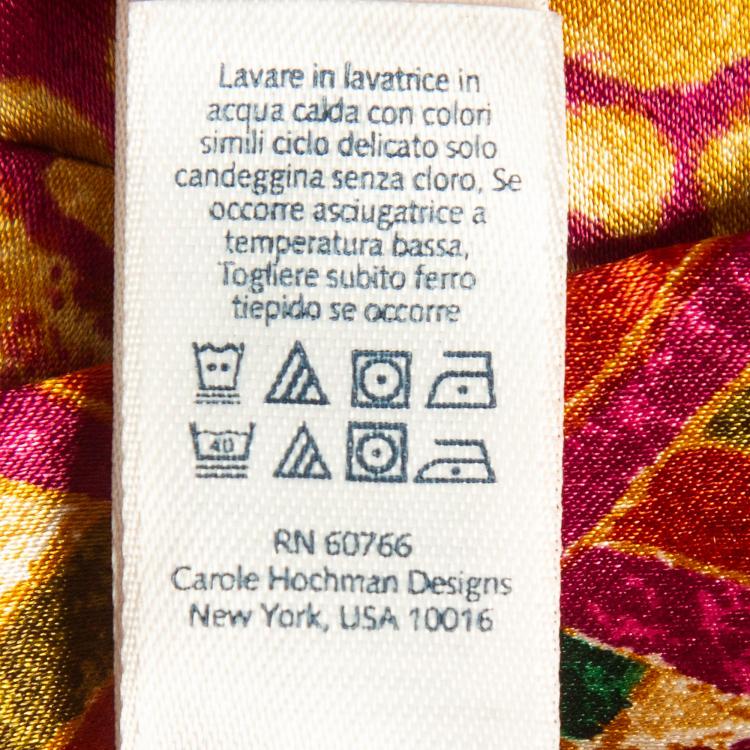 Lavare in lavatrice in
acqua calda con colori
simili ciclo delicato solo
candeggina senza cloro, Se
occorre asciugatrice a
temperatura bassa,
Togliere subito ferro
tiepido se occorre
40
RN 60766
Carole Hochman Designs
New York, USA 10016